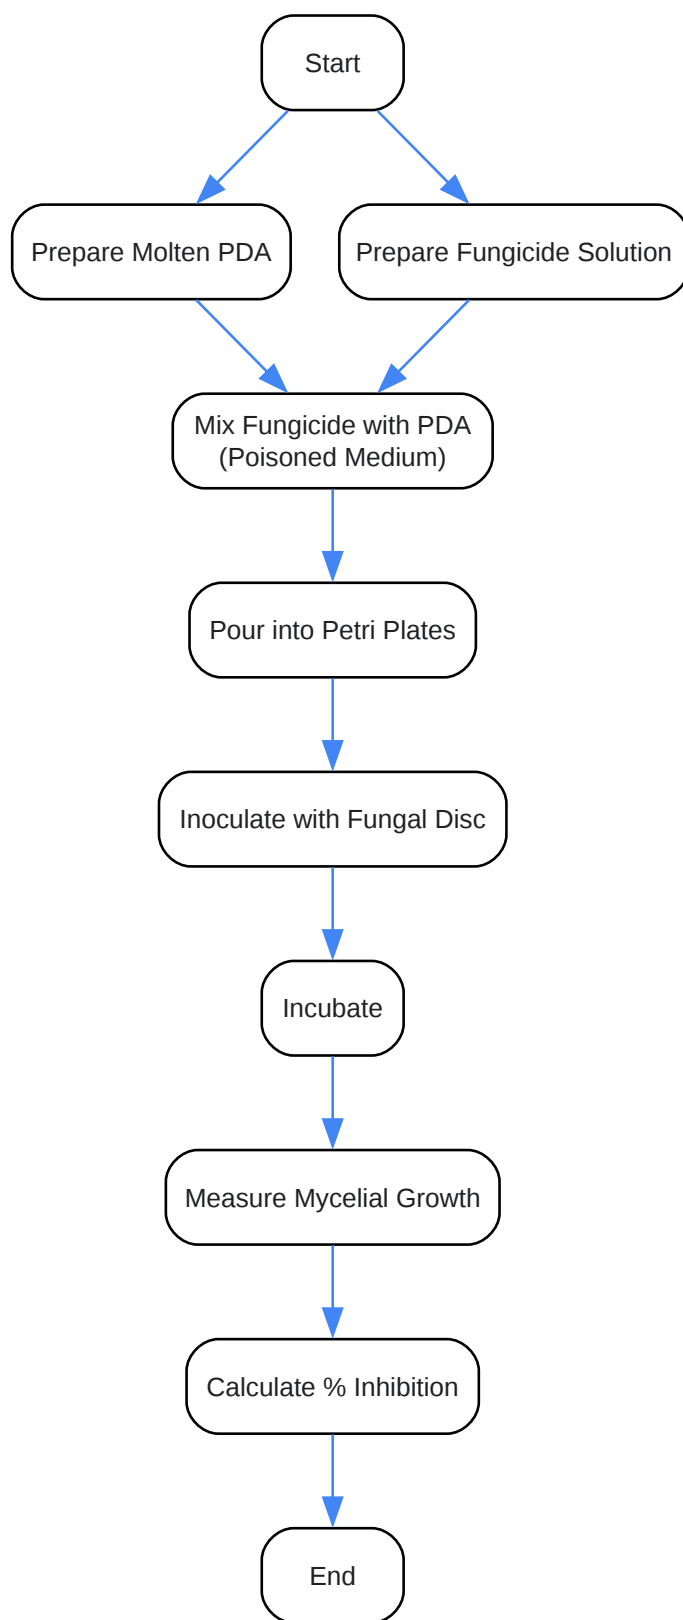 Start
Prepare Molten PDA
Prepare Fungicide Solution
Mix Fungicide with PDA
(Poisoned Medium)
Pour into Petri Plates
Inoculate with Fungal Disc
Incubate
Measure Mycelial Growth
Calculate % Inhibition
End